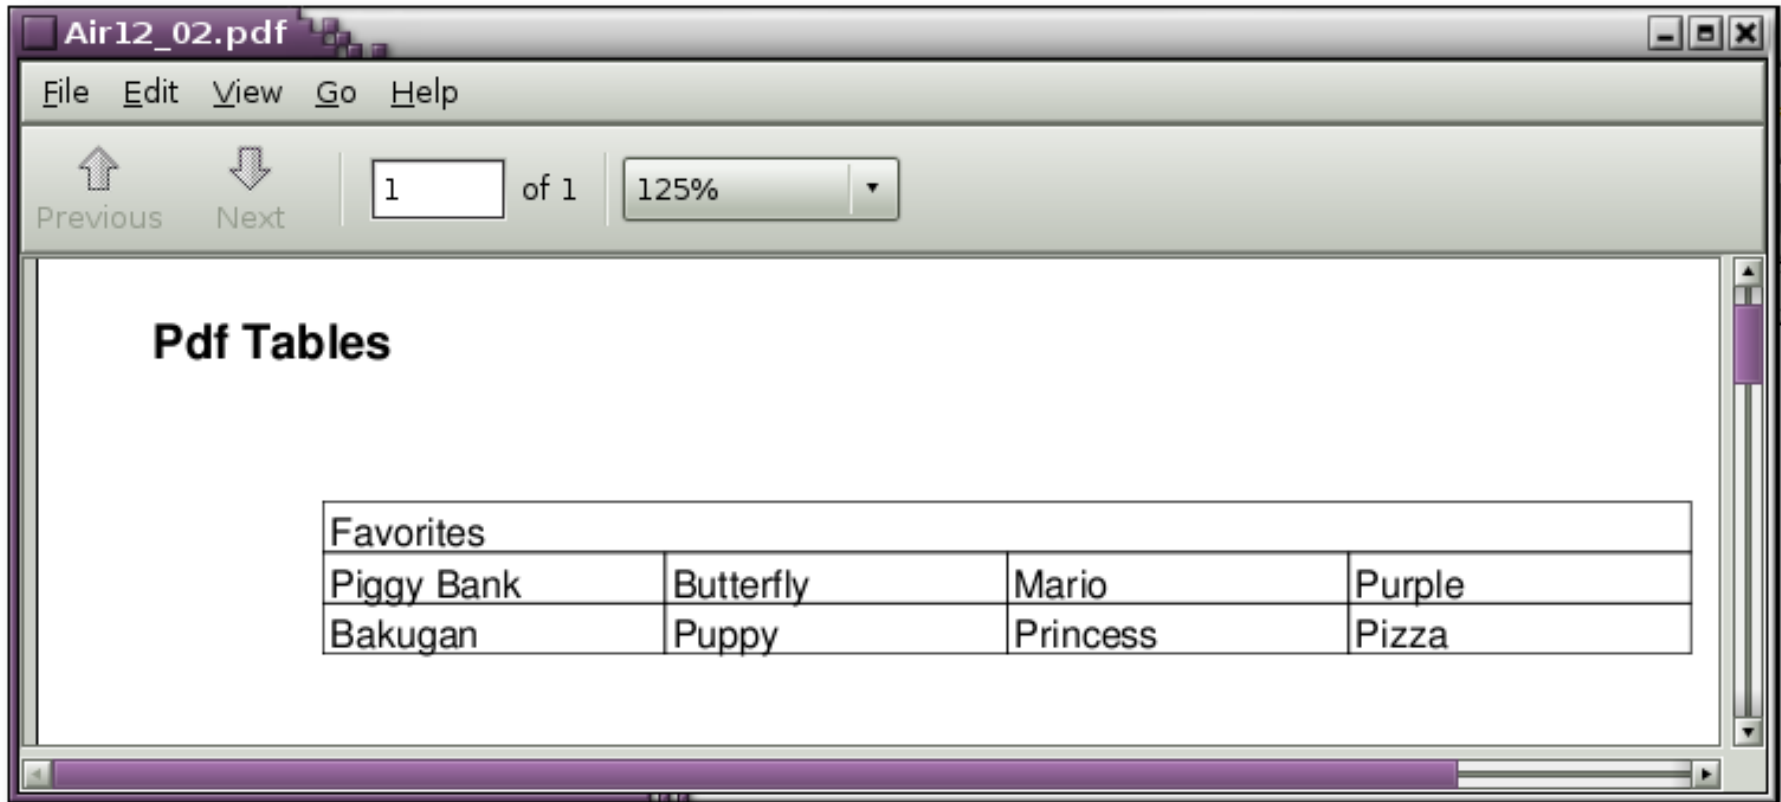 Air12_02.pdf
File Edit View Go Help
Previous Next 1 of 1 125%
Pdf Tables
Favorites
Piggy Bank Butterfly Mario Purple
Bakugan Puppy Princess Pizza